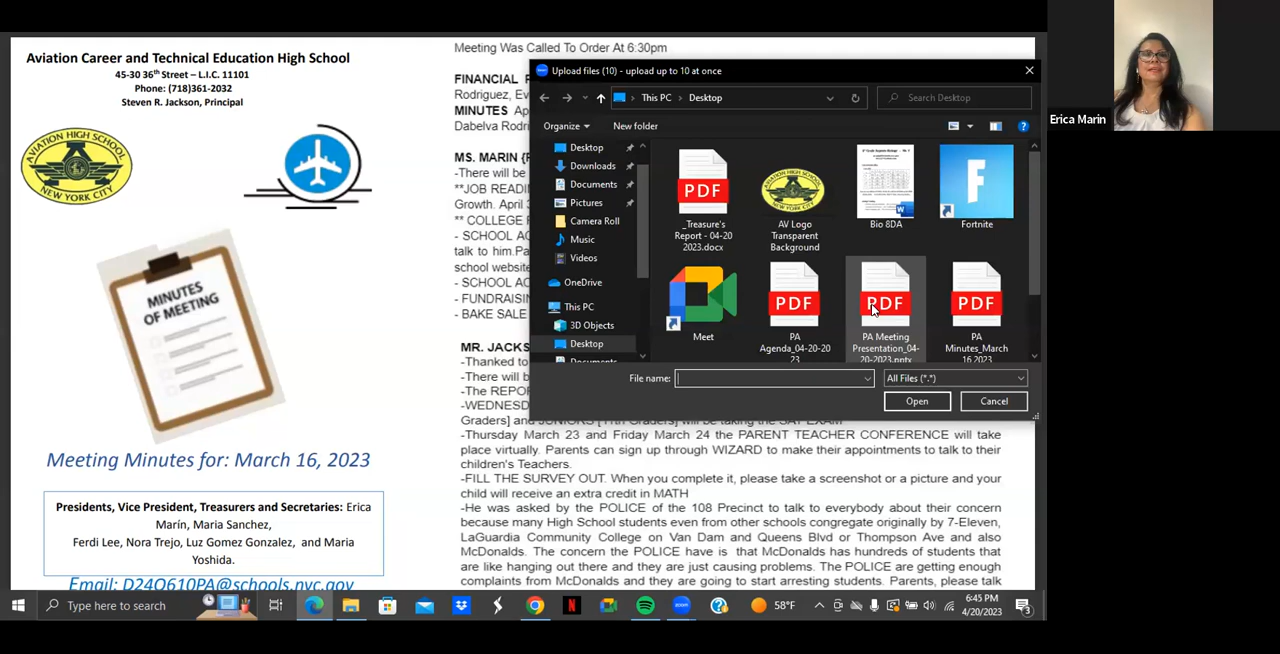 Aviation Career and Technical Education High School
45-30 36th Street – L.I.C. 11101
Phone: (718)361-2032
Steven R. Jackson, Principal
AVIATION HIGH SCHOOL
NEW YORK CITY
MINUTES
OF MEETING
Meeting Minutes for: March 16, 2023
Presidents, Vice President, Treasurers and Secretaries: Erica
Marín, Maria Sanchez,
Ferdi Lee, Nora Trejo, Luz Gomez Gonzalez, and Maria
Yoshida.
Email: D24Q610PA@schools.nyc.gov
Meeting Was Called To Order At 6:30pm
FINANCIAL
Rodriguez, Ev
MINUTES Ap
Dabelva Rodri
MS. MARIN
-There will be
**JOB READI
Growth. April
** COLLEGE F
- SCHOOL AC
talk to him.Pa
school website
- SCHOOL AC
- FUNDRAISIN
- BAKE SALE
MR. JACKS
-Thanked to
-There will b
-The REPOR
-WEDNESD
Graders] and JUNIORS [11th Graders] will be taking the SAT EXAM
-Thursday March 23 and Friday March 24 the PARENT TEACHER CONFERENCE will take
place virtually. Parents can sign up through WIZARD to make their appointments to talk to their
children's Teachers.
-FILL THE SURVEY OUT. When you complete it, please take a screenshot or a picture and your
child will receive an extra credit in MATH
-He was asked by the POLICE of the 108 Precinct to talk to everybody about their concern
because many High School students even from other schools congregate originally by 7-Eleven,
LaGuardia Community College on Van Dam and Queens Blvd or Thompson Ave and also
McDonalds. The concern the POLICE have is that McDonalds has hundreds of students that
are like hanging out there and they are just causing problems. The POLICE are getting enough
complaints from McDonalds and they are going to start arresting students. Parents, please talk
Upload files (10) - upload up to 10 at once
This PC > Desktop
Search Desktop
Organize
New folder
Desktop
Downloads
Documents
Pictures
Camera Roll
Music
Videos
OneDrive
This PC
3D Objects
Desktop
Documents
PDF
_Treasure's
Report - 04-20
2023.docx
AV Logo
Transparent
Background
Bio 8DA
Fortnite
Meet
PDF
PA
Agenda_04-20-20
23
PDF
PA Meeting
Presentation_04-
20-2023.pptx
PDF
PA
Minutes_March
16 2023
File name:
All Files (*.*)
Open
Cancel
Erica Marin
Type here to search
58°F
6:45 PM
4/20/2023
3